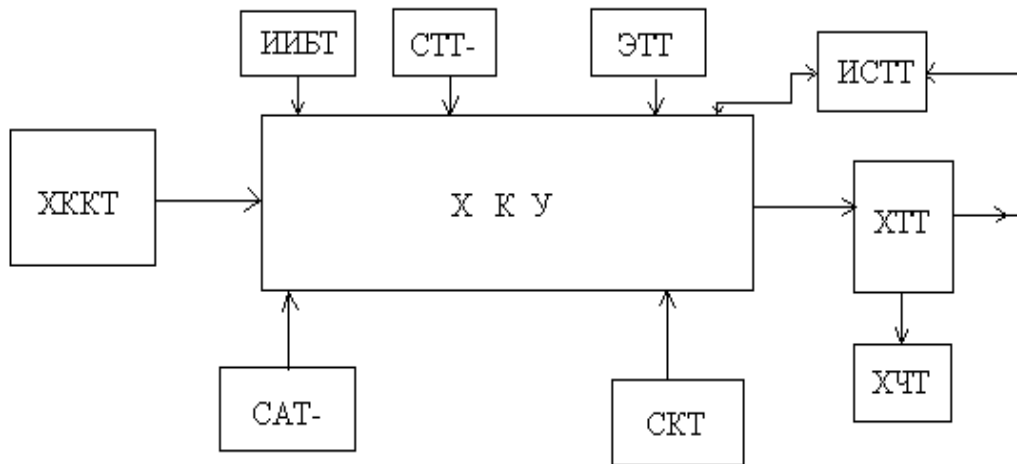 ИИБТ
СТТ-
ЭТТ
ИСТТ
ХККТ
Х К У
ХТТ
САТ-
СКТ
ХЧТ